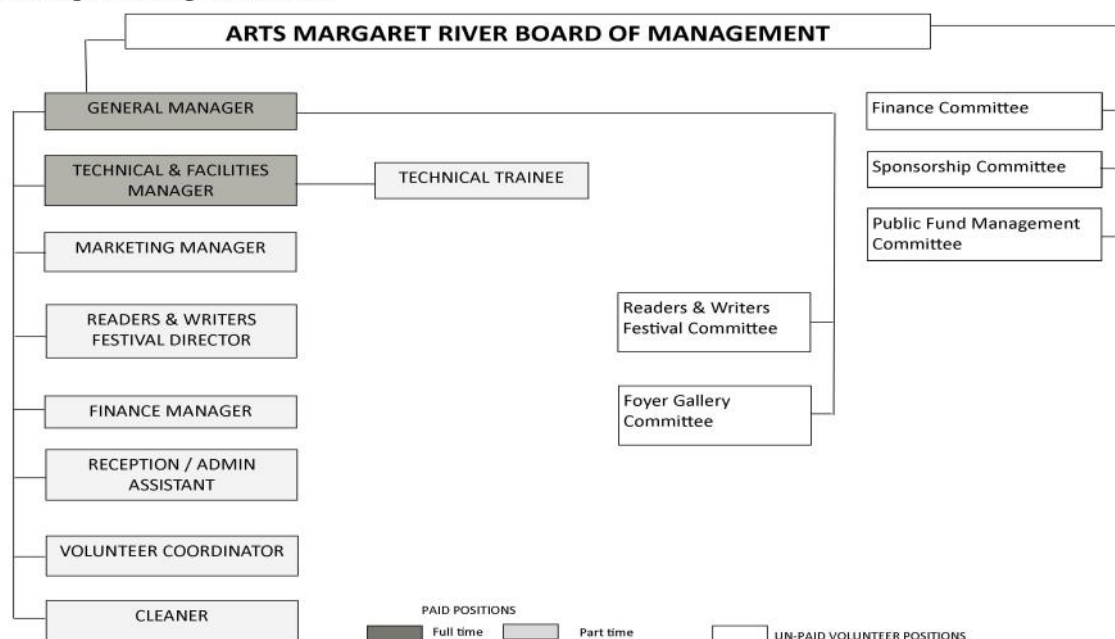 ARTS MARGARET RIVER BOARD OF MANAGEMENT
GENERAL MANAGER
TECHNICAL & FACILITIES
MANAGER
TECHNICAL TRAINEE
MARKETING MANAGER
READERS & WRITERS
FESTIVAL DIRECTOR
FINANCE MANAGER
RECEPTION / ADMIN
ASSISTANT
VOLUNTEER COORDINATOR
CLEANER
Finance Committee
Sponsorship Committee
Public Fund Management
Committee
Readers & Writers
Festival Committee
Foyer Gallery
Committee
PAID POSITIONS
Full time
Part time
UN-PAID VOLUNTEER POSITIONS